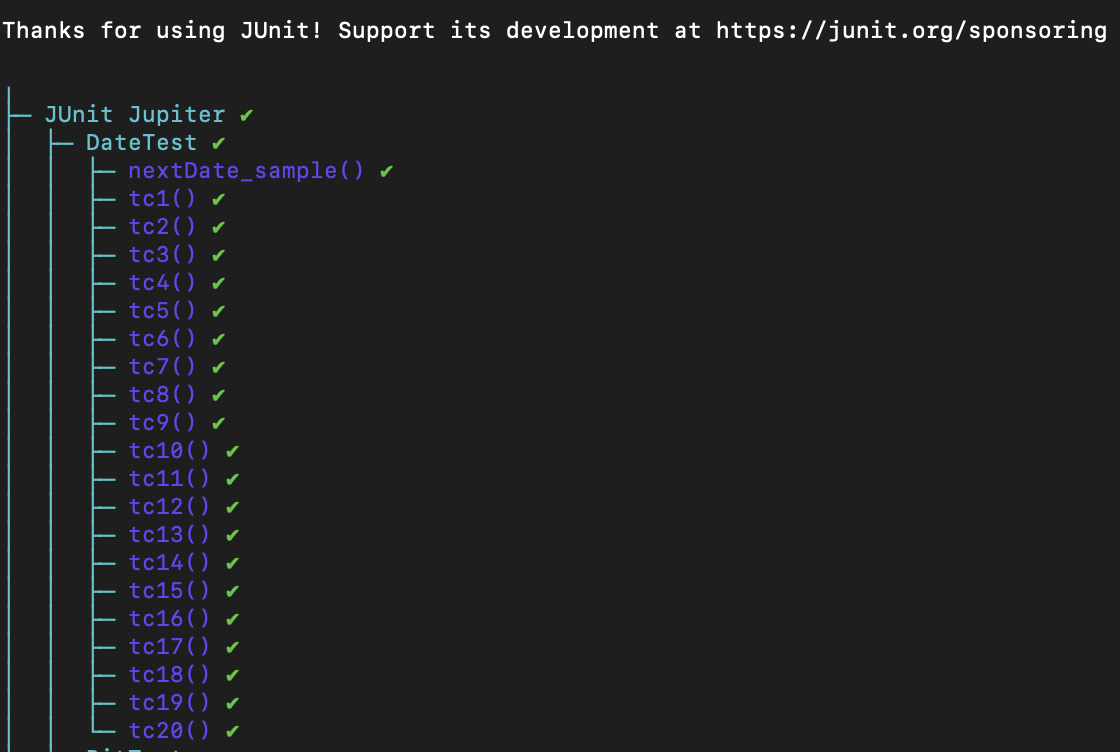 Thanks for using JUnit! Support its development at https://junit.org/sponsoring
JUnit Jupiter ✔
DateTest ✔
nextDate_sample() ✔
tc1() ✔
tc2() ✔
tc3() ✔
tc4() ✔
tc5() ✔
tc6() ✔
tc7() ✔
tc8() ✔
tc9() ✔
tc10() ✔
tc11() ✔
tc12() ✔
tc13() ✔
tc14() ✔
tc15() ✔
tc16() ✔
tc17() ✔
tc18() ✔
tc19() ✔
tc20() ✔